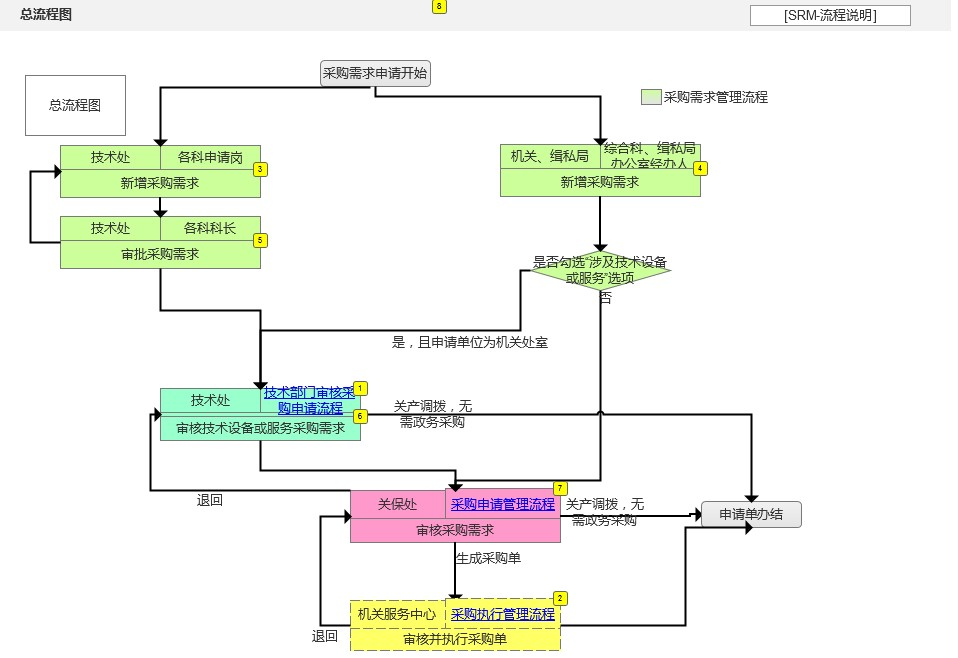 总流程图
8
[SRM-流程说明]
采购需求申请开始
总流程图
采购需求管理流程
技术处
各科申请岗
3
新增采购需求
机关、缉私局
综合科、缉私局
办公室经办人
4
新增采购需求
技术处
各科科长
5
审批采购需求
是否勾选“涉及技术设备
或服务”选项
否
是，且申请单位为机关处室
技术处
技术部门审核采
购申请流程
1
6
审核技术设备或服务采购需求
关产调拨，无
需政务采购
退回
关保处
采购申请管理流程
7
审核采购需求
关产调拨，无
需政务采购
申请单办结
生成采购单
机关服务中心
采购执行管理流程
2
审核并执行采购单
退回